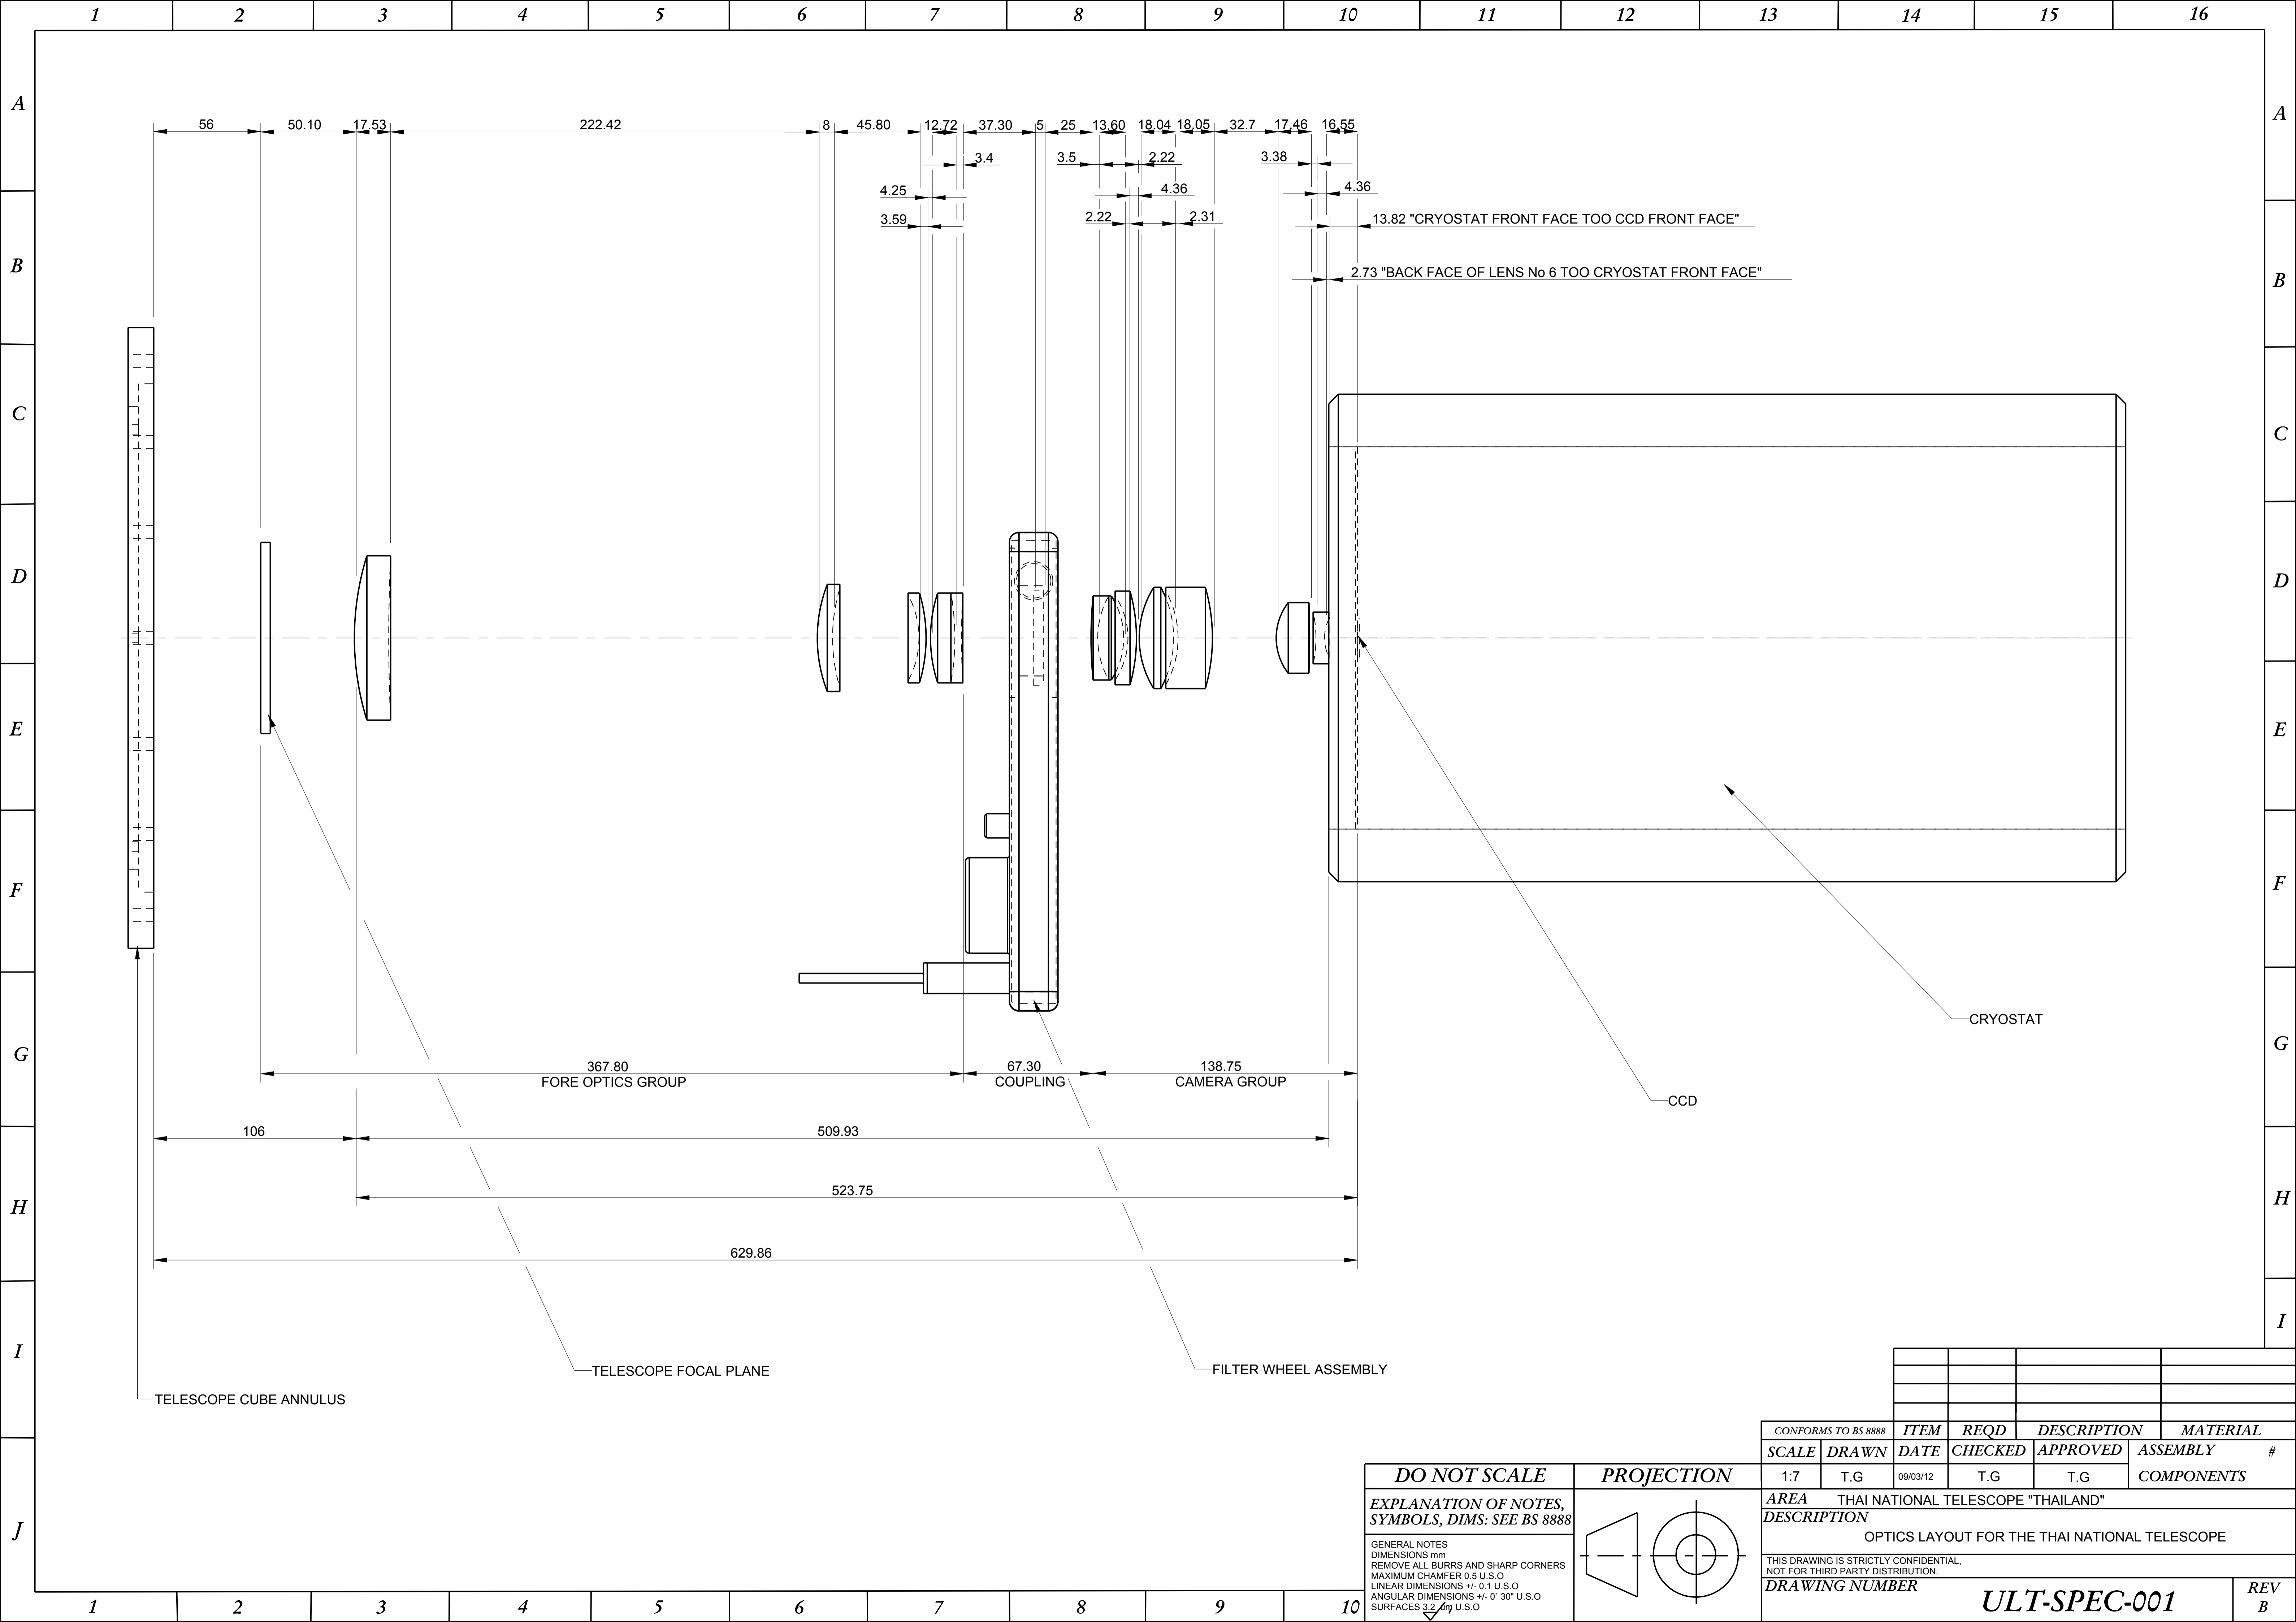 1 2 3 4 5 6 7 8 9 10 11 12 13 14 15 16
A A
56 50.10 17.53 222.42 8 45.80 12.72 37.30 5 25 13.60 18.04 18.05 32.7 17.46 16.55
3.4 3.5 2.22 3.38
4.25 4.36 4.36
3.59 2.22 2.31 13.82 "CRYOSTAT FRONT FACE TOO CCD FRONT FACE"
B B
2.73 "BACK FACE OF LENS No 6 TOO CRYOSTAT FRONT FACE"
C C
D D
E E
F F
CRYOSTAT
G G
367.80 67.30 138.75
FORE OPTICS GROUP COUPLING CAMERA GROUP
CCD
106 509.93
523.75
H H
629.86
I I
TELESCOPE FOCAL PLANE FILTER WHEEL ASSEMBLY
TELESCOPE CUBE ANNULUS
J
CONFORMS TO BS 8888 ITEM REQD DESCRIPTION MATERIAL
SCALE DRAWN DATE CHECKED APPROVED ASSEMBLY #
1:7 T.G 09/03/12 T.G T.G COMPONENTS
DO NOT SCALE PROJECTION
AREA THAI NATIONAL TELESCOPE "THAILAND"
EXPLANATION OF NOTES,
SYMBOLS, DIMS: SEE BS 8888
DESCRIPTION
OPTICS LAYOUT FOR THE THAI NATIONAL TELESCOPE
GENERAL NOTES
DIMENSIONS mm
REMOVE ALL BURRS AND SHARP CORNERS
MAXIMUM CHAMFER 0.5 U.S.O
LINEAR DIMENSIONS +/- 0.1 U.S.O
ANGULAR DIMENSIONS +/- 0' 30" U.S.O
SURFACES 3.2 U.S.O
THIS DRAWING IS STRICTLY CONFIDENTIAL,
NOT FOR THIRD PARTY DISTRIBUTION.
DRAWING NUMBER ULT-SPEC-001 REV
B
1 2 3 4 5 6 7 8 9 10